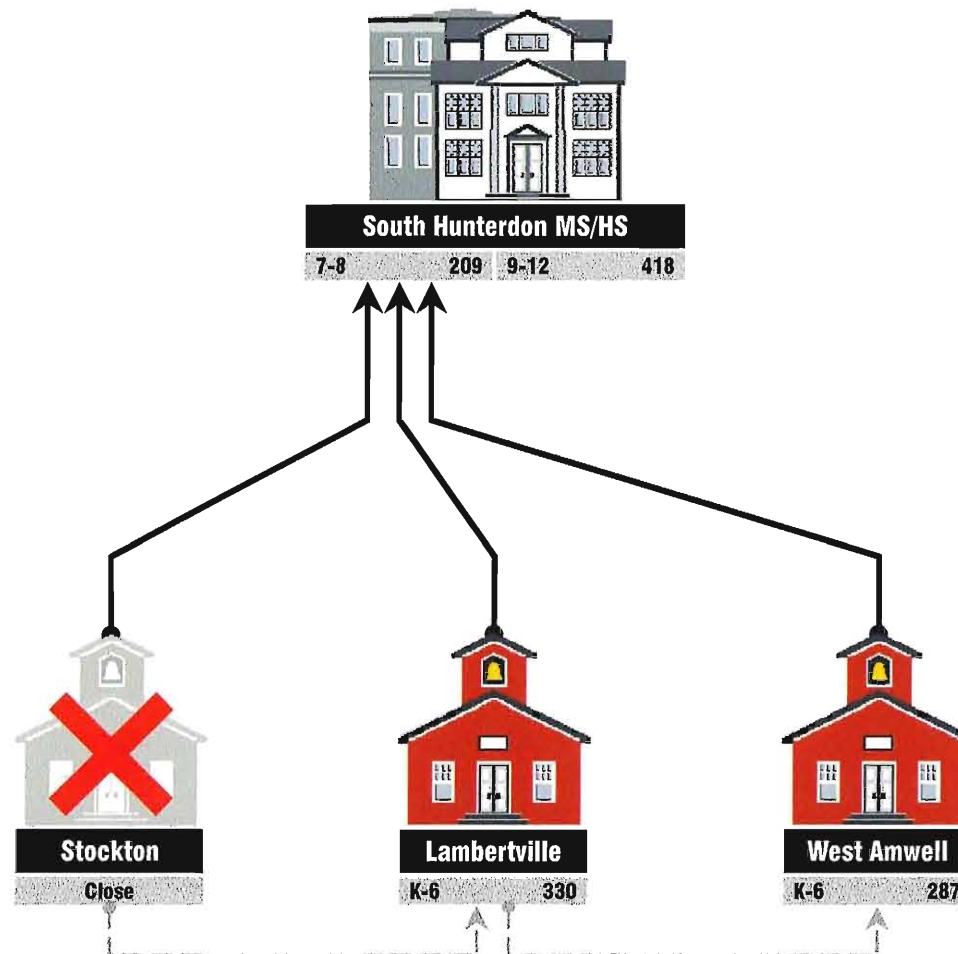 South Hunterdon MS/HS
7-8 209 9-12 418
Stockton
Close
Lambertville
K-6 330
West Amwell
K-6 287